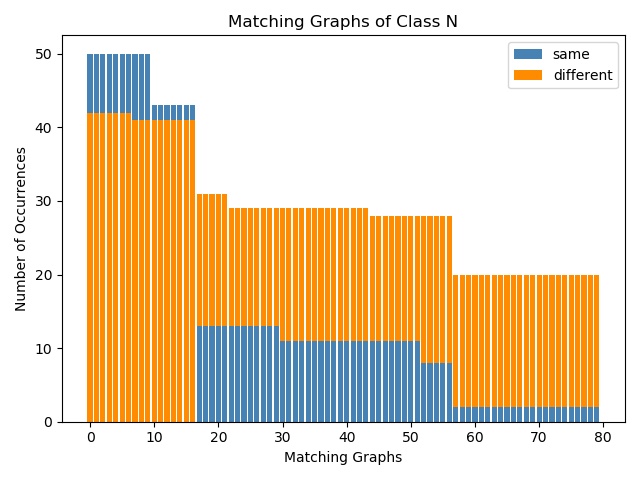 Matching Graphs of Class N
same
different
Number of Occurrences
50
40
30
20
10
0
0 10 20 30 40 50 60 70 80
Matching Graphs